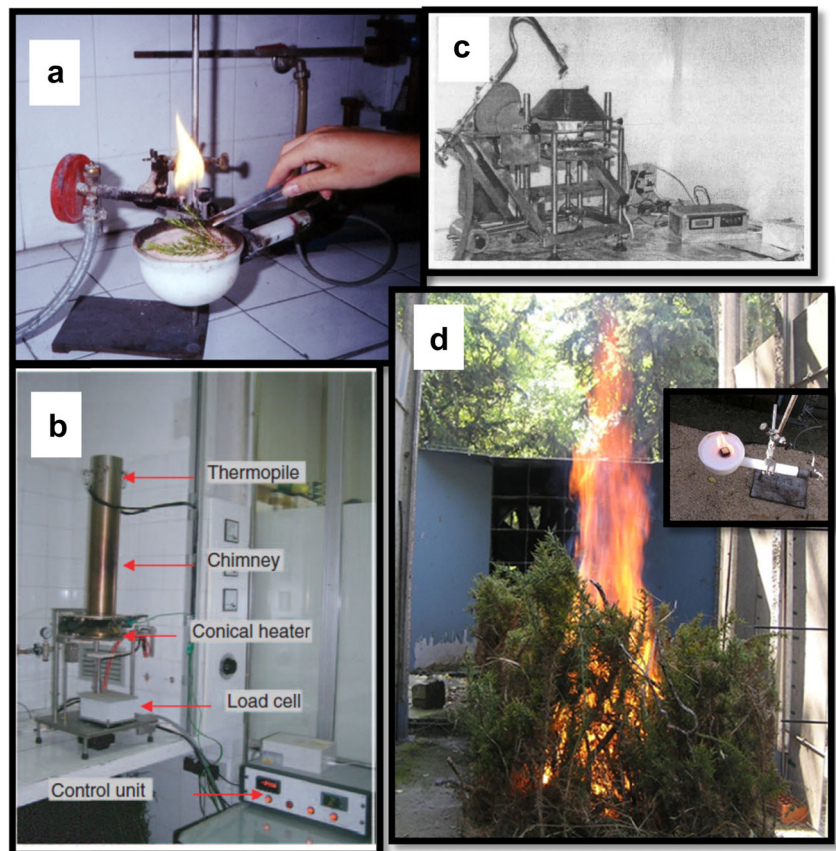 a
c
b
Thermopile
Chimney
Conical heater
Load cell
Control unit
d